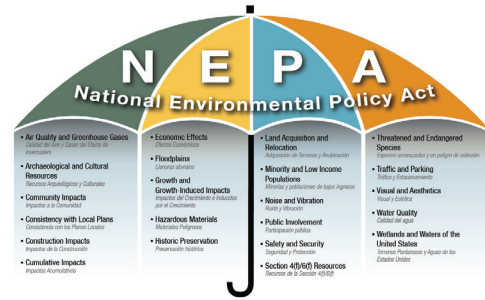 N E P A
National Environmental Policy Act
• Air Quality and Greenhouse Gases
Calidad del Aire y Gases del Efecto de
Invernadero
• Archaeological and Cultural
Resources
Recursos Arqueológicos y Culturales
• Community Impacts
Impactos a la Comunidad
• Consistency with Local Plans
Consistencia con los Planes Locales
• Construction Impacts
Impactos de la Construcción
• Cumulative Impacts
Impactos Acumulativos
• Economic Effects
Efectos Económicos
• Floodplains
Llanuras aluviales
• Growth and
Growth-Induced Impacts
Impactos del Crecimiento e Inducidos
por el Crecimiento
• Hazardous Materials
Materiales Peligrosos
• Historic Preservation
Preservación histórica
• Land Acquisition and
Relocation
Adquisición de Terrenos y Reubicación
• Minority and Low Income
Populations
Minorías y poblaciones de bajos ingresos
• Noise and Vibration
Ruido y Vibración
• Public Involvement
Participación pública
• Safety and Security
Seguridad y Protección
• Section 4(f)/6(f) Resources
Recursos de la Sección 4(f)/6(f)
• Threatened and Endangered
Species
Especies amenazadas y en peligro de extinción
• Traffic and Parking
Tráfico y Estacionamiento
• Visual and Aesthetics
Visual y Estética
• Water Quality
Calidad del agua
• Wetlands and Waters of the
United States
Terrenos Pantanosos y Aguas de los
Estados Unidos